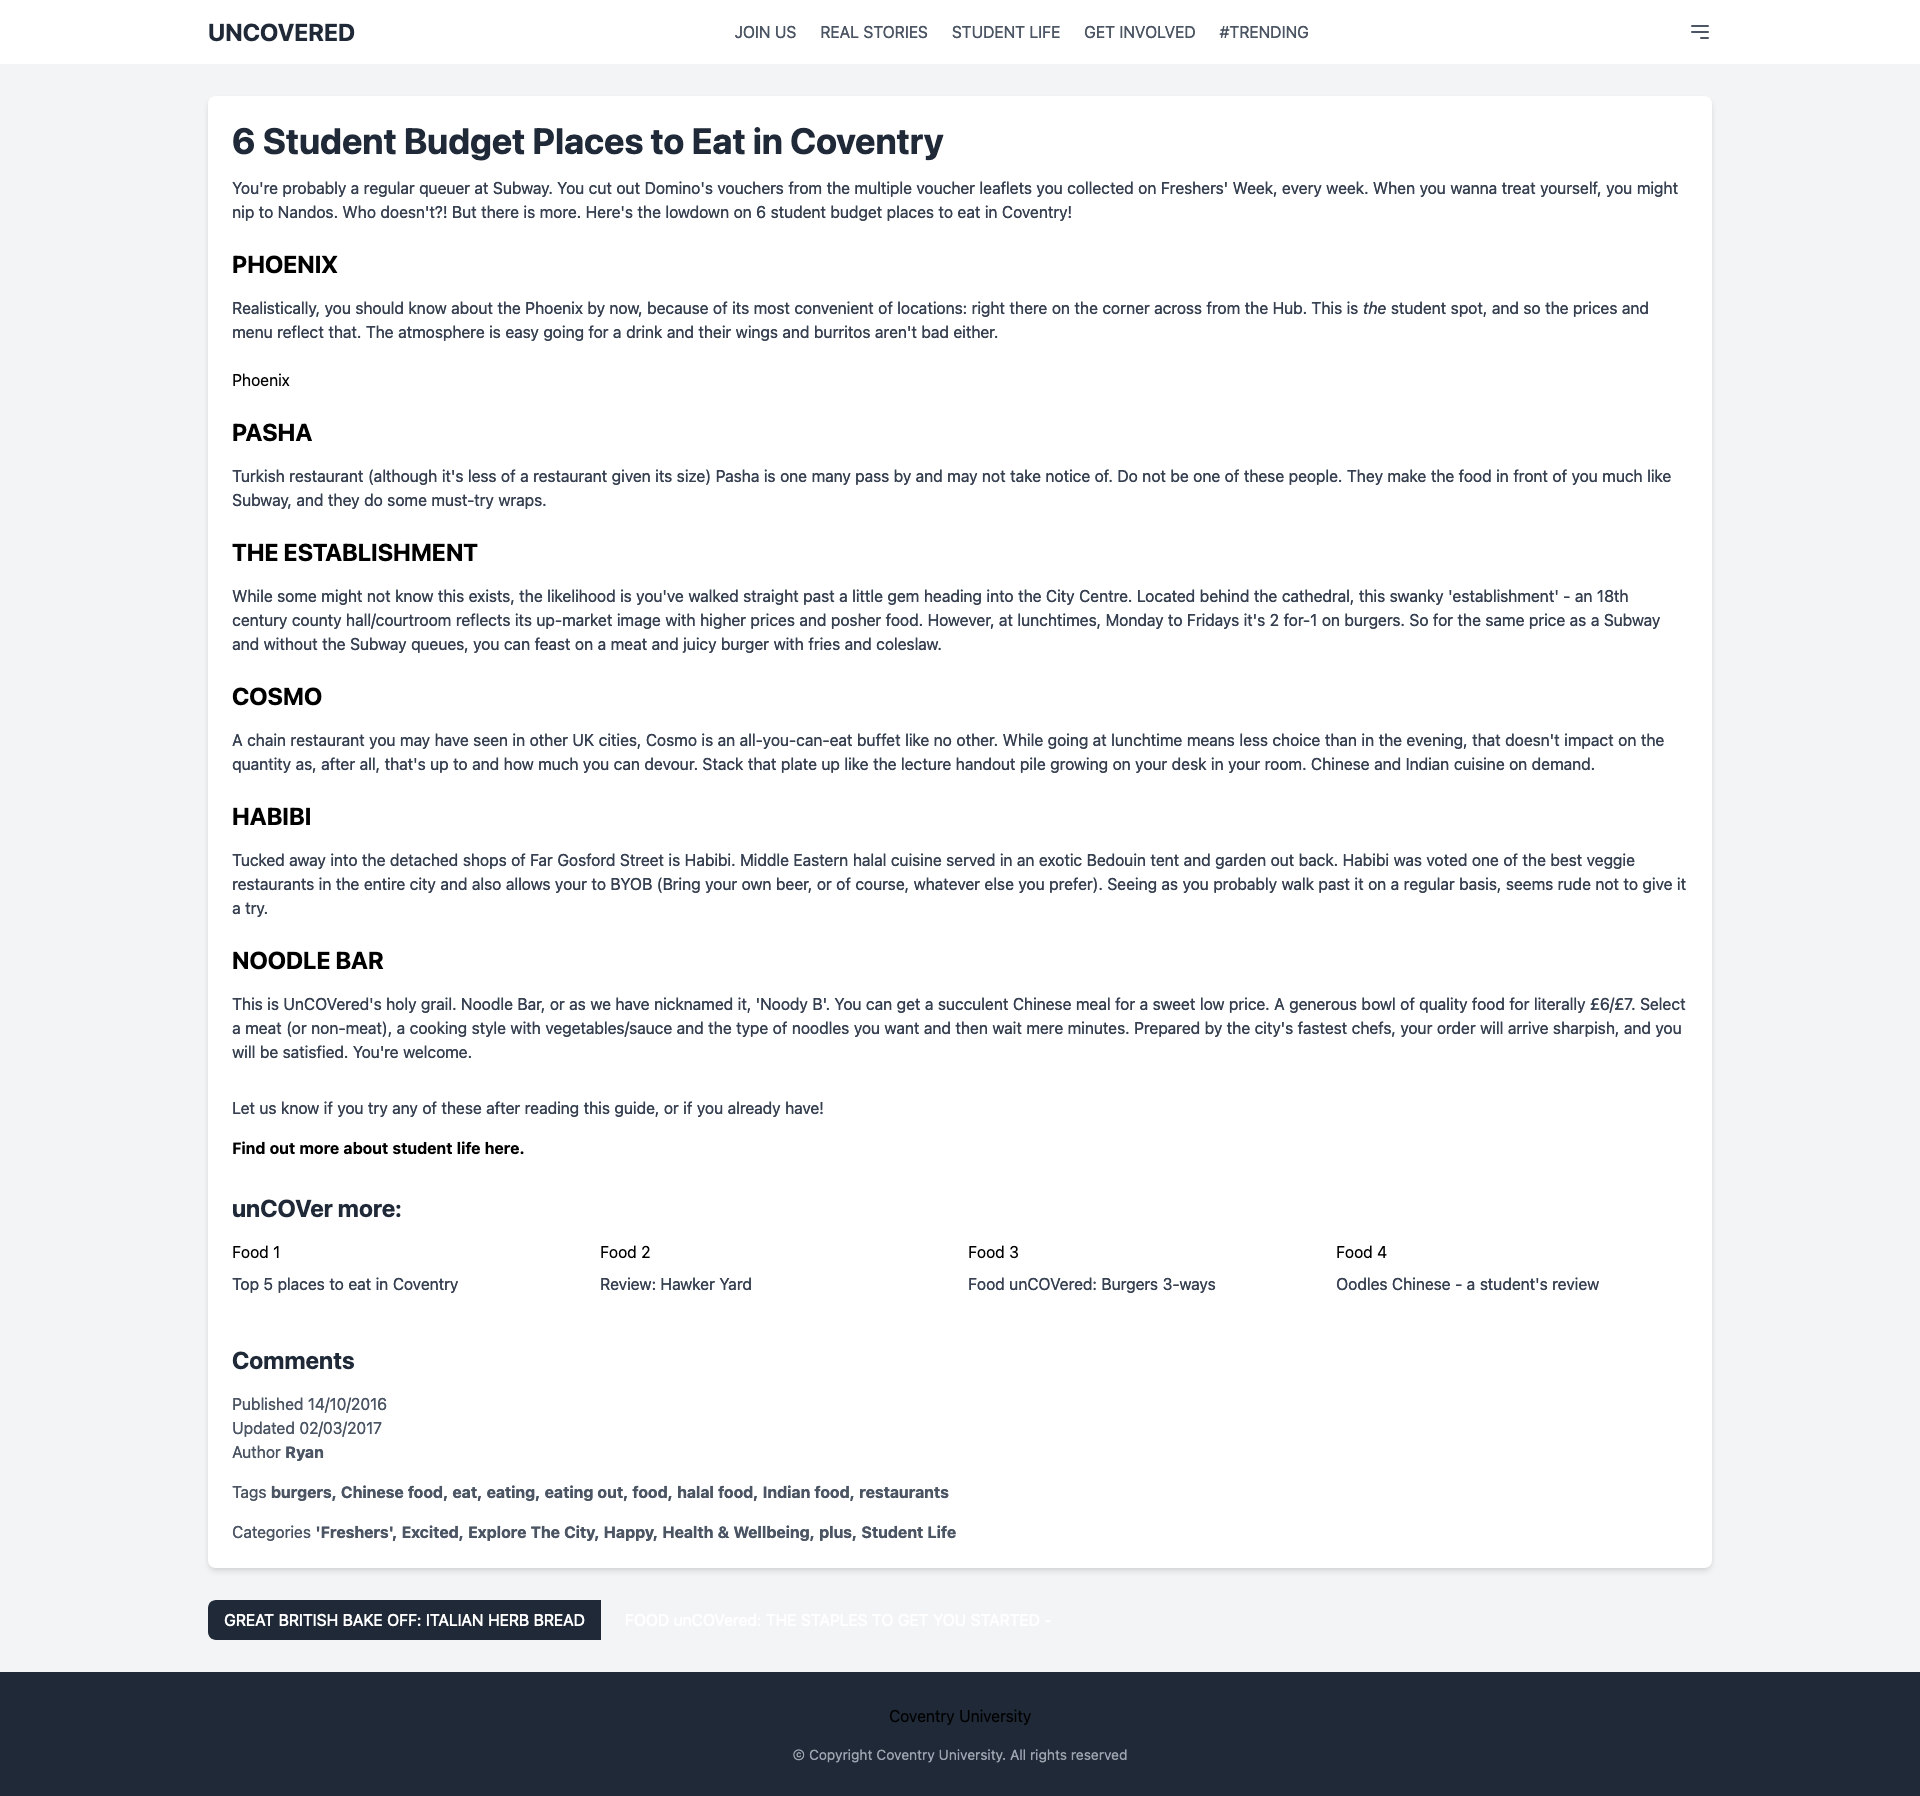 UNCOVERED
JOIN US
REAL STORIES
STUDENT LIFE
GET INVOLVED
#TRENDING
6 Student Budget Places to Eat in Coventry
You're probably a regular queuer at Subway. You cut out Domino's vouchers from the multiple voucher leaflets you collected on Freshers' Week, every week. When you wanna treat yourself, you might
nip to Nandos. Who doesn't?! But there is more. Here's the lowdown on 6 student budget places to eat in Coventry!
PHOENIX
Realistically, you should know about the Phoenix by now, because of its most convenient of locations: right there on the corner across from the Hub. This is the student spot, and so the prices and
menu reflect that. The atmosphere is easy going for a drink and their wings and burritos aren't bad either.
Phoenix
PASHA
Turkish restaurant (although it's less of a restaurant given its size) Pasha is one many pass by and may not take notice of. Do not be one of these people. They make the food in front of you much like
Subway, and they do some must-try wraps.
THE ESTABLISHMENT
While some might not know this exists, the likelihood is you've walked straight past a little gem heading into the City Centre. Located behind the cathedral, this swanky 'establishment' - an 18th
century county hall/courtroom reflects its up-market image with higher prices and posher food. However, at lunchtimes, Monday to Fridays it's 2 for-1 on burgers. So for the same price as a Subway
and without the Subway queues, you can feast on a meat and juicy burger with fries and coleslaw.
COSMO
A chain restaurant you may have seen in other UK cities, Cosmo is an all-you-can-eat buffet like no other. While going at lunchtime means less choice than in the evening, that doesn't impact on the
quantity as, after all, that's up to and how much you can devour. Stack that plate up like the lecture handout pile growing on your desk in your room. Chinese and Indian cuisine on demand.
HABIBI
Tucked away into the detached shops of Far Gosford Street is Habibi. Middle Eastern halal cuisine served in an exotic Bedouin tent and garden out back. Habibi was voted one of the best veggie
restaurants in the entire city and also allows your to BYOB (Bring your own beer, or of course, whatever else you prefer). Seeing as you probably walk past it on a regular basis, seems rude not to give it
a try.
NOODLE BAR
This is UnCOVered's holy grail. Noodle Bar, or as we have nicknamed it, 'Noody B'. You can get a succulent Chinese meal for a sweet low price. A generous bowl of quality food for literally £6/£7. Select
a meat (or non-meat), a cooking style with vegetables/sauce and the type of noodles you want and then wait mere minutes. Prepared by the city's fastest chefs, your order will arrive sharpish, and you
will be satisfied. You're welcome.
Let us know if you try any of these after reading this guide, or if you already have!
Find out more about student life here.
unCOVer more:
Food 1
Food 2
Food 3
Food 4
Top 5 places to eat in Coventry
Review: Hawker Yard
Food unCOVered: Burgers 3-ways
Oodles Chinese - a student's review
Comments
Published 14/10/2016
Updated 02/03/2017
Author Ryan
Tags burgers, Chinese food, eat, eating, eating out, food, halal food, Indian food, restaurants
Categories 'Freshers', Excited, Explore The City, Happy, Health & Wellbeing, plus, Student Life
GREAT BRITISH BAKE OFF: ITALIAN HERB BREAD
FOOD unCOVered: THE STAPLES TO GET YOU STARTED -
Coventry University
© Copyright Coventry University. All rights reserved